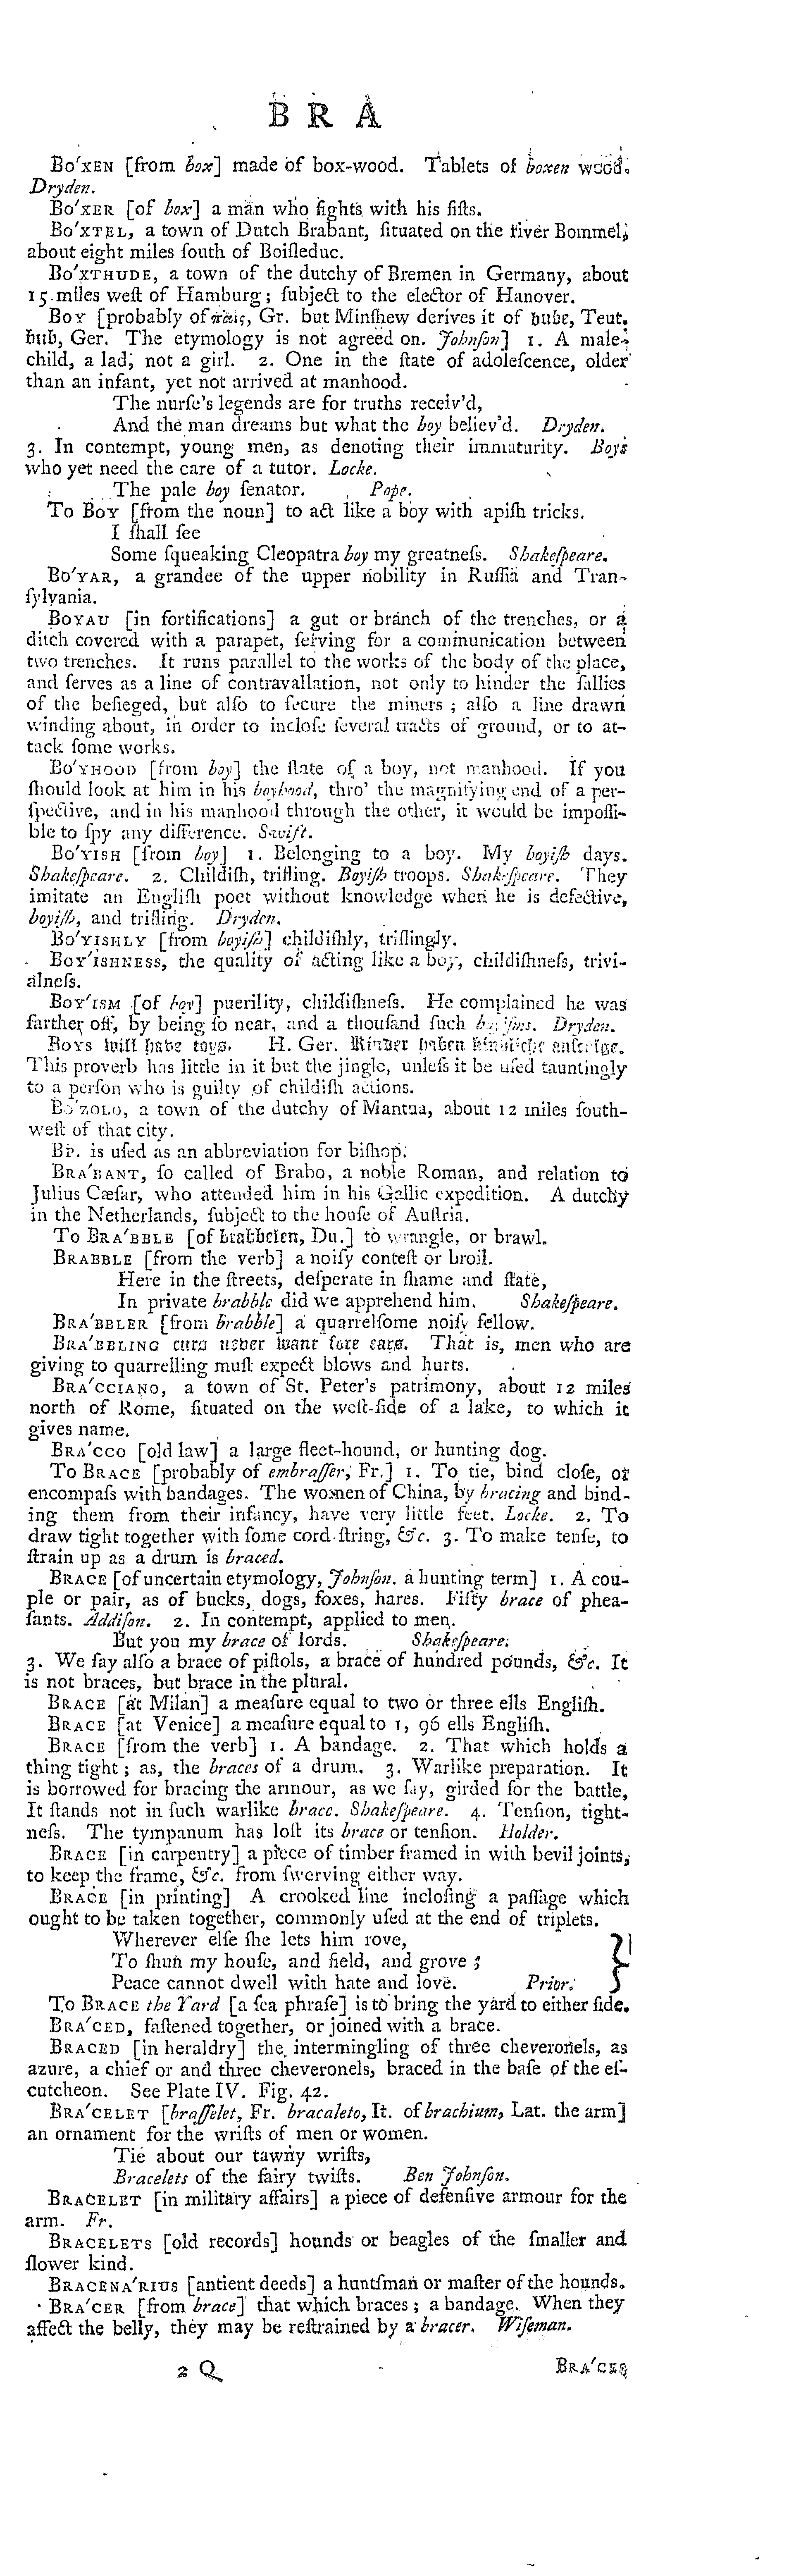 B R A
Bo'xen [from box] made of box-wood. Tablets of boxen wood.
Dryden.
Bo'xer [of box] a man who fights with his fiſts.
Bo'xtel, a town of Dutch Brabant, ſituated on the river Bommel,
about eight miles ſouth of Boiſleduc.
Bo'xthude, a town of the dutchy of Bremen in Germany, about
15 miles weſt of Hamburg; ſubject to the elector of Hanover.
Boy [probably of παις, Gr. but Minſhew derives it of bube, Teut.
bub, Ger. The etymology is not agreed on. Johnſon] 1. A male-
child, a lad, not a girl. 2. One in the ſtate of adoleſcence, older
than an infant, yet not arrived at manhood.
The nurſe's legends are for truths receiv'd,
And the man dreams but what the boy believ'd. Dryden.
3. In contempt, young men, as denoting their immaturity. Boys
who yet need the care of a tutor. Locke.
The pale boy ſenator. Pope.
To Boy [from the noun] to act like a boy with apiſh tricks.
I ſhall ſee
Some ſqueaking Cleopatra boy my greatneſs. Shakeſpeare.
Bo'yar, a grandee of the upper nobility in Ruſſia and Tran-
ſylvania.
Boyau [in fortifications] a gut or branch of the trenches, or a
ditch covered with a parapet, ſerving for a communication between
two trenches. It runs parallel to the works of the body of the place,
and ſerves as a line of contravallation, not only to hinder the ſallies
of the beſieged, but alſo to ſecure the miners; alſo a line drawn
winding about, in order to incloſe ſeveral tracts of ground, or to at-
tack ſome works.
Bo'yhood [from boy] the ſtate of a boy, not manhood. If you
ſhould look at him in his boyhood, thro' the magnifying end of a per-
ſpective, and in his manhood through the other, it would be impoſſi-
ble to ſpy any difference. Swift.
Bo'yish [from boy] 1. Belonging to a boy. My boyiſh days.
Shakeſpeare. 2. Childiſh, trifling. Boyiſh troops. Shakeſpeare. They
imitate an Engliſh poet without knowledge when he is defective,
boyiſh, and trifling. Dryden.
Bo'yishly [from boyiſh] childiſhly, triflingly.
Boy'ishness, the quality of acting like a boy, childiſhneſs, trivi-
alneſs.
Boy'ism [of boy] puerility, childiſhneſs. He complained he was
farther off, by being ſo near, and a thouſand ſuch boyiſms. Dryden.
Boys will have toys. H. Ger. Kinder haben
This proverb has little in it but the jingle, unleſs it be uſed tauntingly
to a perſon who is guilty of childiſh actions.
Bo'zolo, a town of the dutchy of Mantua, about 12 miles ſouth-
weſt of that city.
Bp. is uſed as an abbreviation for biſhop.
Bra'bant, ſo called of Brabo, a noble Roman, and relation to
Julius Cæſar, who attended him in his Gallic expedition. A dutchy
in the Netherlands, ſubject to the houſe of Auſtria.
To Bra'bble [of brabbelen, Du.] to wrangle, or brawl.
Brabble [from the verb] a noiſy conteſt or broil.
Here in the ſtreets, deſperate in ſhame and ſtate,
In private brabble did we apprehend him. Shakeſpeare.
Bra'bbler [from brabble] a quarrelſome noiſy fellow.
Bra'bbling curs never want ſore ears. That is, men who are
giving to quarrelling muſt expect blows and hurts.
Bra'cciano, a town of St. Peter's patrimony, about 12 miles
north of Rome, ſituated on the weſt-ſide of a lake, to which it
gives name.
Bra'cco [old law] a large fleet-hound, or hunting dog.
To Brace [probably of embraſſer, Fr.] 1. To tie, bind cloſe, or
encompaſs with bandages. The women of China, by bracing and bind-
ing them from their infancy, have very little feet. Locke. 2. To
draw tight together with ſome cord-ſtring, &c. 3. To make tenſe, to
ſtrain up as a drum is braced.
Brace [of uncertain etymology, Johnſon. a hunting term] 1. A cou-
ple or pair, as of bucks, dogs, foxes, hares. Fifty brace of phea-
ſants. Addiſon. 2. In contempt, applied to men.
But you my brace of lords. Shakeſpeare.
3. We ſay alſo a brace of piſtols, a brace of hundred pounds, &c. It
is not braces, but brace in the plural.
Brace [at Milan] a meaſure equal to two or three ells Engliſh.
Brace [at Venice] a meaſure equal to 1, 96 ells Engliſh.
Brace [from the verb] 1. A bandage. 2. That which holds a
thing tight; as, the braces of a drum. 3. Warlike preparation. It
is borrowed for bracing the armour, as we ſay, girded for the battle,
It ſtands not in ſuch warlike brace. Shakeſpeare. 4. Tenſion, tight-
neſs. The tympanum has loſt its brace or tenſion. Holder.
Brace [in carpentry] a piece of timber framed in with bevil joints,
to keep the frame, &c. from ſwerving either way.
Brace [in printing] A crooked line incloſing a paſſage which
ought to be taken together, commonly uſed at the end of triplets.
Wherever elſe ſhe lets him rove,
To ſhun my houſe, and field, and grove;
Peace cannot dwell with hate and love. Prior. }
To Brace the Yard [a ſea phraſe] is to bring the yard to either ſide.
Bra'ced, faſtened together, or joined with a brace.
Braced [in heraldry] the intermingling of three cheveronels, as
azure, a chief or and three cheveronels, braced in the baſe of the eſ-
cutcheon. See Plate IV. Fig. 42.
Bra'celet [braſſelet, Fr. bracaleto, It. of brachium, Lat. the arm]
an ornament for the wriſts of men or women.
Tie about our tawny wriſts,
Bracelets of the fairy twiſts. Ben Johnſon.
Bracelet [in military affairs] a piece of defenſive armour for the
arm. Fr.
Bracelets [old records] hounds or beagles of the ſmaller and
ſlower kind.
Bracena'rius [antient deeds] a huntſman or maſter of the hounds.
Bra'cer [from brace] that which braces; a bandage. When they
affect the belly, they may be reſtrained by a bracer. Wiſeman.
2 Q Bra'ces